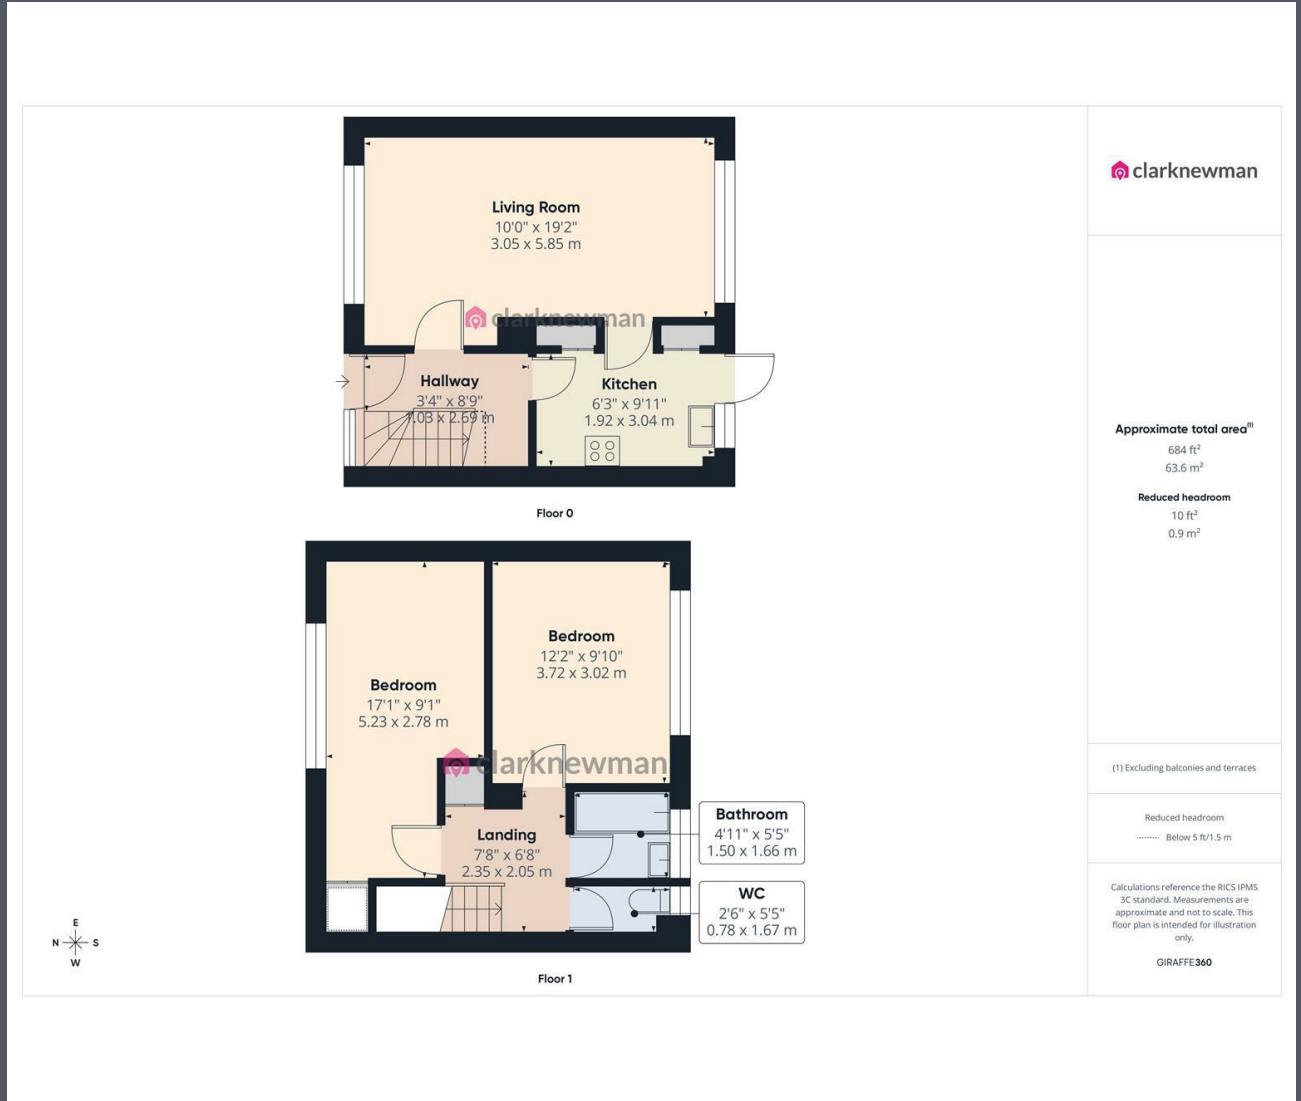 Living Room
10'0" x 19'2"
3.05 x 5.85 m
clarknewman
Hallway
3'4" x 8'9"
1.03 x 2.69 m
Kitchen
6'3" x 9'11"
1.92 x 3.04 m
Floor 0
Bedroom
17'1" x 9'1"
5.23 x 2.78 m
Bedroom
12'2" x 9'10"
3.72 x 3.02 m
clarknewman
Landing
7'8" x 6'8"
2.35 x 2.05 m
Bathroom
4'11" x 5'5"
1.50 x 1.66 m
WC
2'6" x 5'5"
0.78 x 1.67 m
Floor 1
E
N S
W
clarknewman
Approximate total area(1)
684 ft²
63.6 m²
Reduced headroom
10 ft²
0.9 m²
(1) Excluding balconies and terraces
Reduced headroom
Below 5 ft/1.5 m
Calculations reference the RICS IPMS
3C standard. Measurements are
approximate and not to scale. This
floor plan is intended for illustration
only.
GIRAFFE360